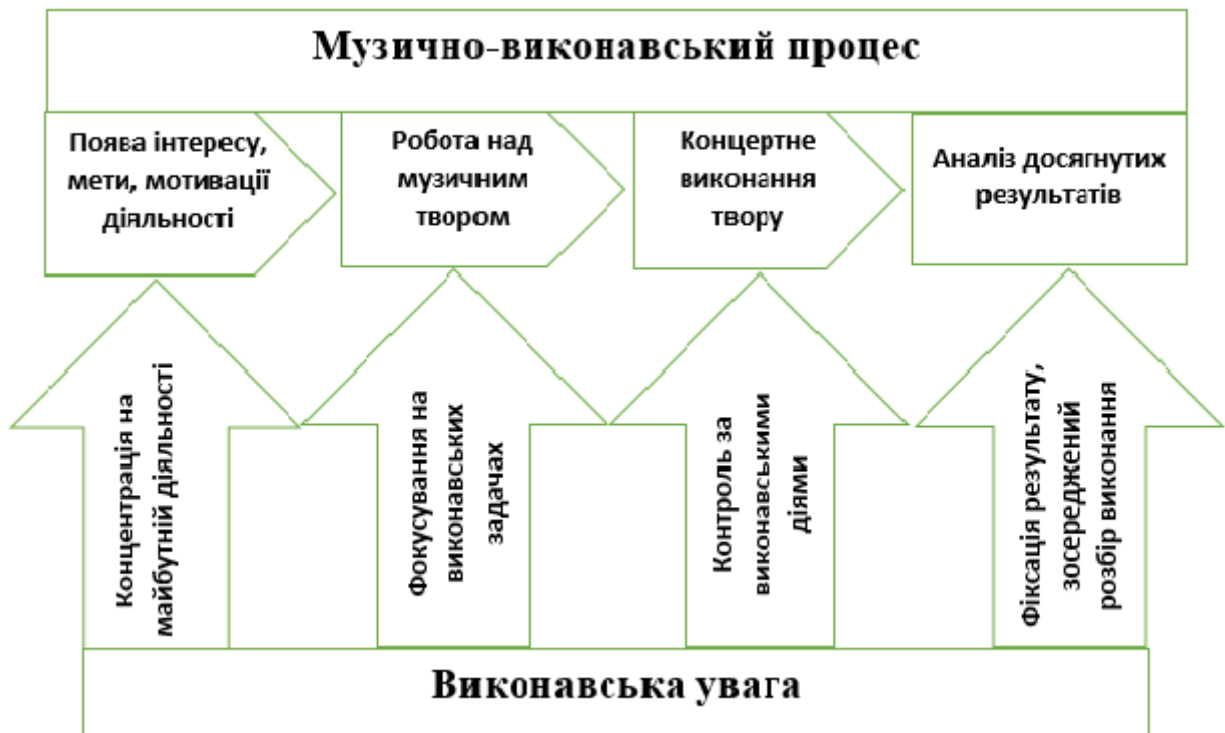 Музично-виконавський процес
Поява інтересу,
мети, мотивації
діяльності
Робота над
музичним
твором
Концертне
виконання
твору
Аналіз досягнутих
результатів
Концентрація на
майбутній діяльності
Фокусування на
виконавських
задачах
Контроль за
виконавськими
діями
Фіксація результату,
зосереджений
розбір виконання
Виконавська увага